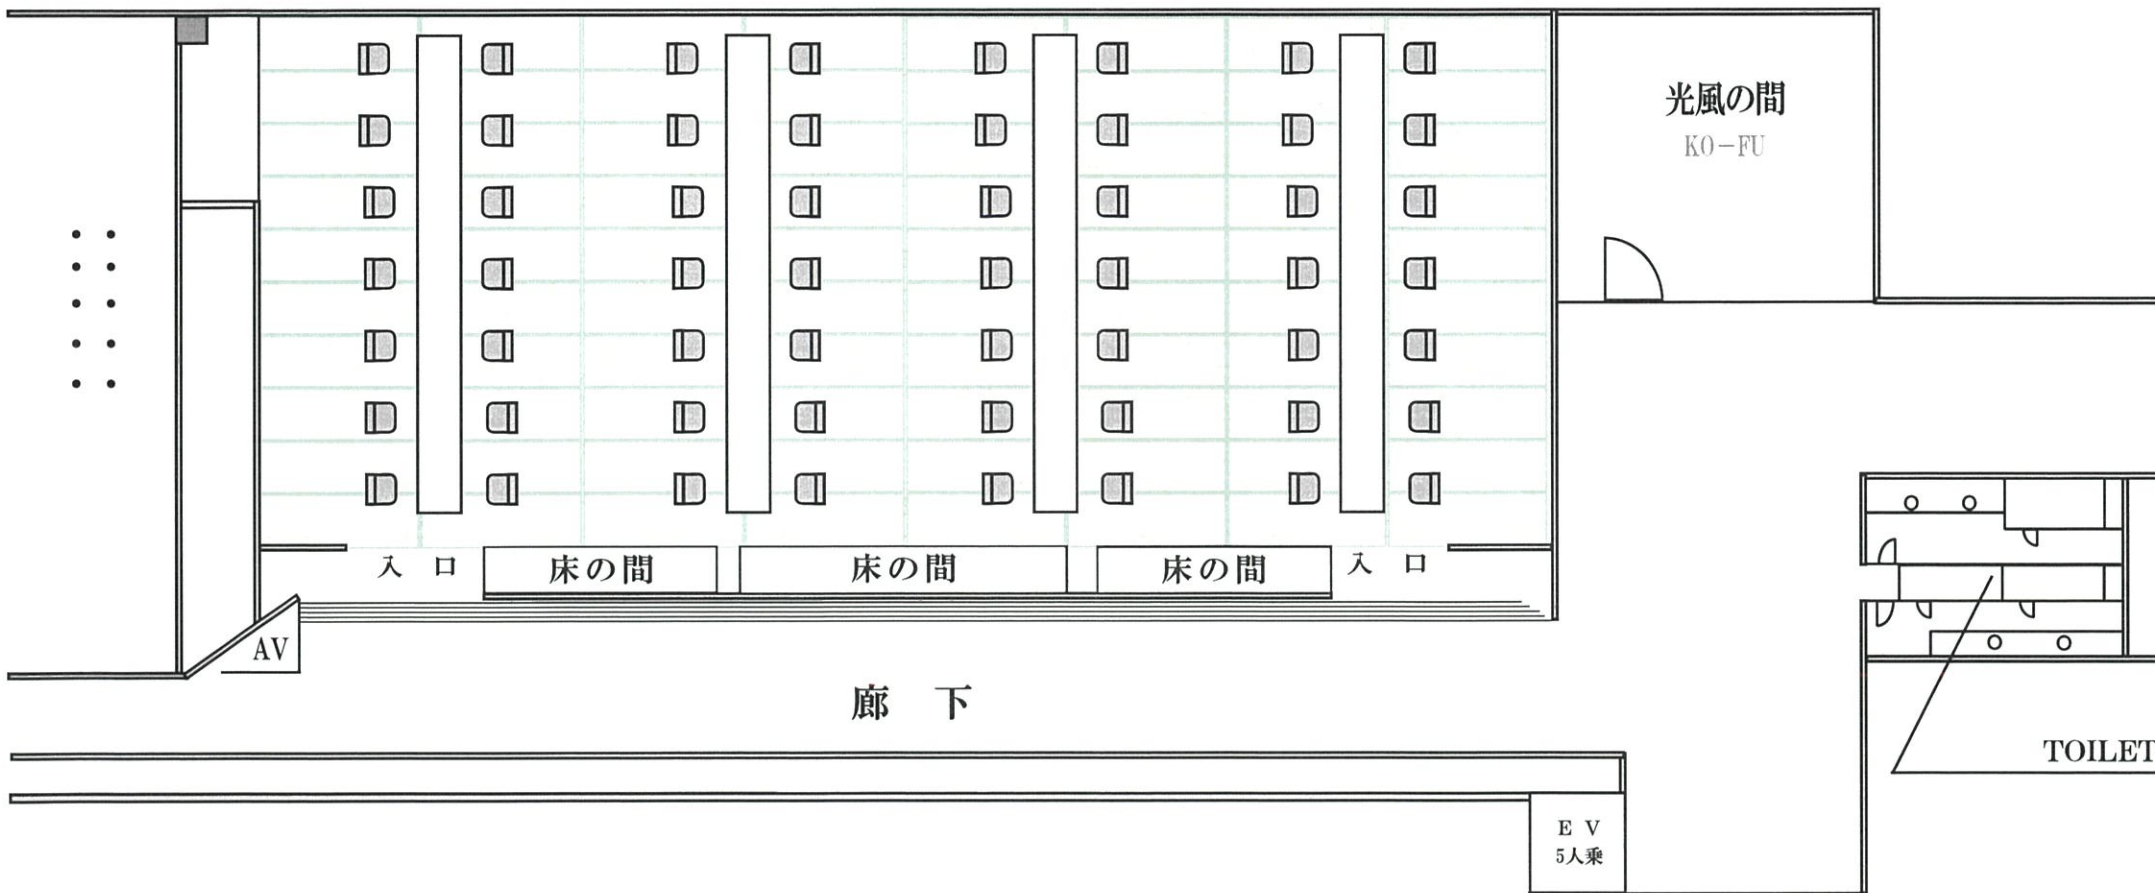 光風の間
KO-FU
入 口
床の間
床の間
床の間
入 口
AV
廊 下
TOILET
E V
5人乗